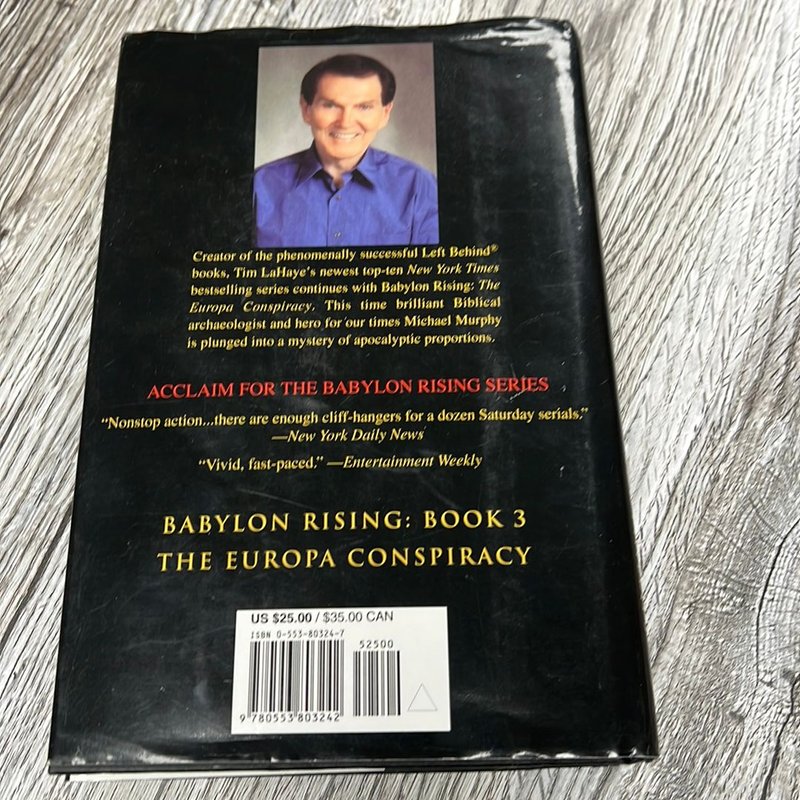 Creator of the phenomenally successful Left Behind®
books, Tim LaHaye's newest top-ten New York Times
bestselling series continues with Babylon Rising: The
Europa Conspiracy. This time brilliant Biblical
archaeologist and hero for our times Michael Murphy
is plunged into a mystery of apocalyptic proportions.
ACCLAIM FOR THE BABYLON RISING SERIES
“Nonstop action...there are enough cliff-hangers for a dozen Saturday serials.”
—New York Daily News
“Vivid, fast-paced.” —Entertainment Weekly
BABYLON RISING: BOOK 3
THE EUROPA CONSPIRACY
US $25.00 / $35.00 CAN
ISBN 0-553-80324-7
52500
9 780553 803242